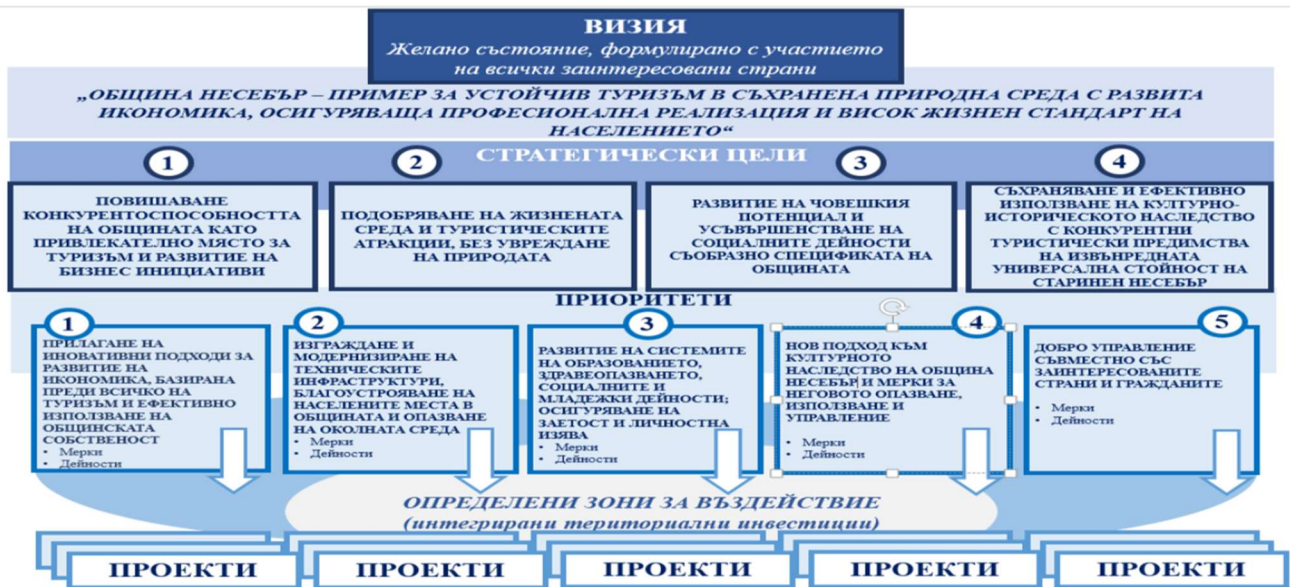 ВИЗИЯ
Желано състояние, формулирано с участието
на всички заинтересовани страни
„ОБЩИНА НЕСЕБЪР – ПРИМЕР ЗА УСТОЙЧИВ ТУРИЗЪМ В СЪХРАНЕНА ПРИРОДНА СРЕДА С РАЗВИТА
ИКОНОМИКА, ОСИГУРЯВАЩА ПРОФЕСИОНАЛНА РЕАЛИЗАЦИЯ И ВИСОК ЖИЗНЕН СТАНДАРТ НА
НАСЕЛЕНИЕТО“
СТРАТЕГИЧЕСКИ ЦЕЛИ
1
ПОВИШАВАНЕ
КОНКУРЕНТОСПОСОБНОСТТА
НА ОБЩИНАТА КАТО
ПРИВЛЕКАТЕЛНО МЯСТО ЗА
ТУРИЗЪМ И РАЗВИТИЕ НА
БИЗНЕС ИНИЦИАТИВИ
2
ПОДОБРЯВАНЕ НА ЖИЗНЕНАТА
СРЕДА И ТУРИСТИЧЕСКИТЕ
АТРАКЦИИ, БЕЗ УВРЕЖДАНЕ
НА ПРИРОДАТА
3
РАЗВИТИЕ НА ЧОВЕШКИЯ
ПОТЕНЦИАЛ И
УСЪВЪРШЕНСТВАНЕ НА
СОЦИАЛНИТЕ ДЕЙНОСТИ
СЪОБРАЗНО СПЕЦИФИКАТА НА
ОБЩИНАТА
4
СЪХРАНЯВАНЕ И ЕФЕКТИВНО
ИЗПОЛЗВАНЕ НА КУЛТУРНО-
ИСТОРИЧЕСКОТО НАСЛЕДСТВО
С КОНКУРЕНТНИ
ТУРИСТИЧЕСКИ ПРЕДИМСТВА
НА ИЗВЪНРЕДНАТА
УНИВЕРСАЛНА СТОЙНОСТ НА
СТАРИНЕН НЕСЕБЪР
ПРИОРИТЕТИ
1
ПРИЛАГАНЕ НА
ИНОВАТИВНИ ПОДХОДИ ЗА
РАЗВИТИЕ НА
ИКОНОМИКА, БАЗИРАНА
ПРЕДИ ВСИЧКО НА
ТУРИЗЪМ И ЕФЕКТИВНО
ИЗПОЛЗВАНЕ НА
ОБЩИНСКАТА
СОБСТВЕНОСТ
• Мерки
• Дейности
2
ИЗГРАЖДАНЕ И
МОДЕРНИЗИРАНЕ НА
ТЕХНИЧЕСКИТЕ
ИНФРАСТРУКТУРИ,
БЛАГОУСТРОЯВАНЕ НА
НАСЕЛЕНИТЕ МЕСТА В
ОБЩИНАТА И ОПАЗВАНЕ
НА ОКОЛНАТА СРЕДА
• Мерки
• Дейности
3
РАЗВИТИЕ НА СИСТЕМИТЕ
НА ОБРАЗОВАНИЕТО,
ЗДРАВЕОПАЗВАНЕТО,
СОЦИАЛНИТЕ И
МЛАДЕЖКИ ДЕЙНОСТИ;
ОСИГУРЯВАНЕ НА
ЗАЕТОСТ И ЛИЧНОСТНА
ИЗЯВА
• Мерки
• Дейности
4
НОВ ПОДХОД КЪМ
КУЛТУРНОТО
НАСЛЕДСТВО НА ОБЩИНА
НЕСЕБЪР И МЕРКИ ЗА
НЕГОВОТО ОПАЗВАНЕ,
ИЗПОЛЗВАНЕ И
УПРАВЛЕНИЕ
• Мерки
• Дейности
5
ДОБРО УПРАВЛЕНИЕ
СЪВМЕСТНО СЪС
ЗАИНТЕРЕСОВАНИТЕ
СТРАНИ И ГРАЖДАНИТЕ
• Мерки
• Дейности
ОПРЕДЕЛЕНИ ЗОНИ ЗА ВЪЗДЕЙСТВИЕ
(интегрирани териториални инвестиции)
ПРОЕКТИ
ПРОЕКТИ
ПРОЕКТИ
ПРОЕКТИ
ПРОЕКТИ